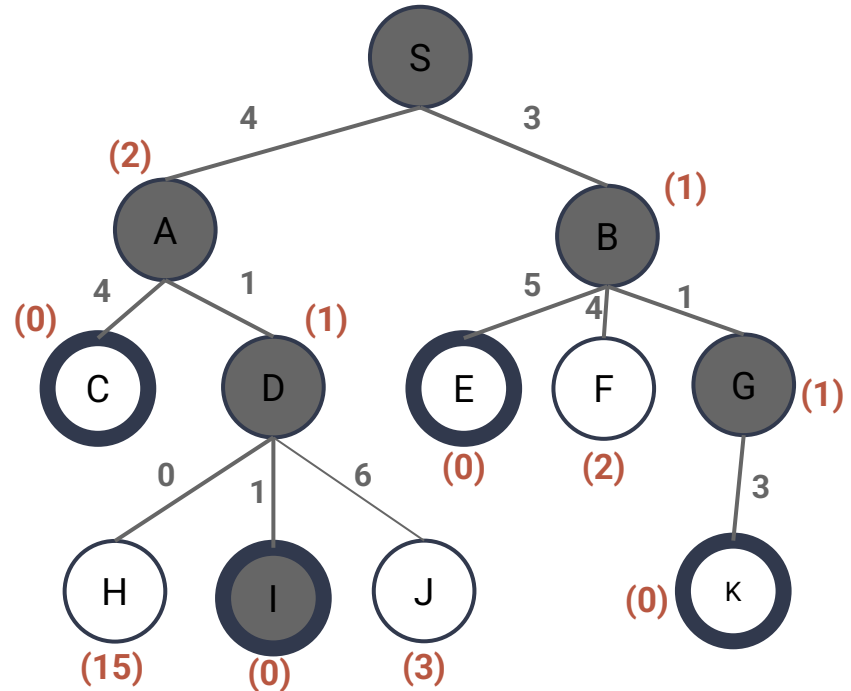 S
4 3
(2) (1)
A B
4 1 5 4 1
(0) (1)
C D E F G (1)
(0) (2)
0 1 6 3
H I J (0) K
(15) (0) (3)